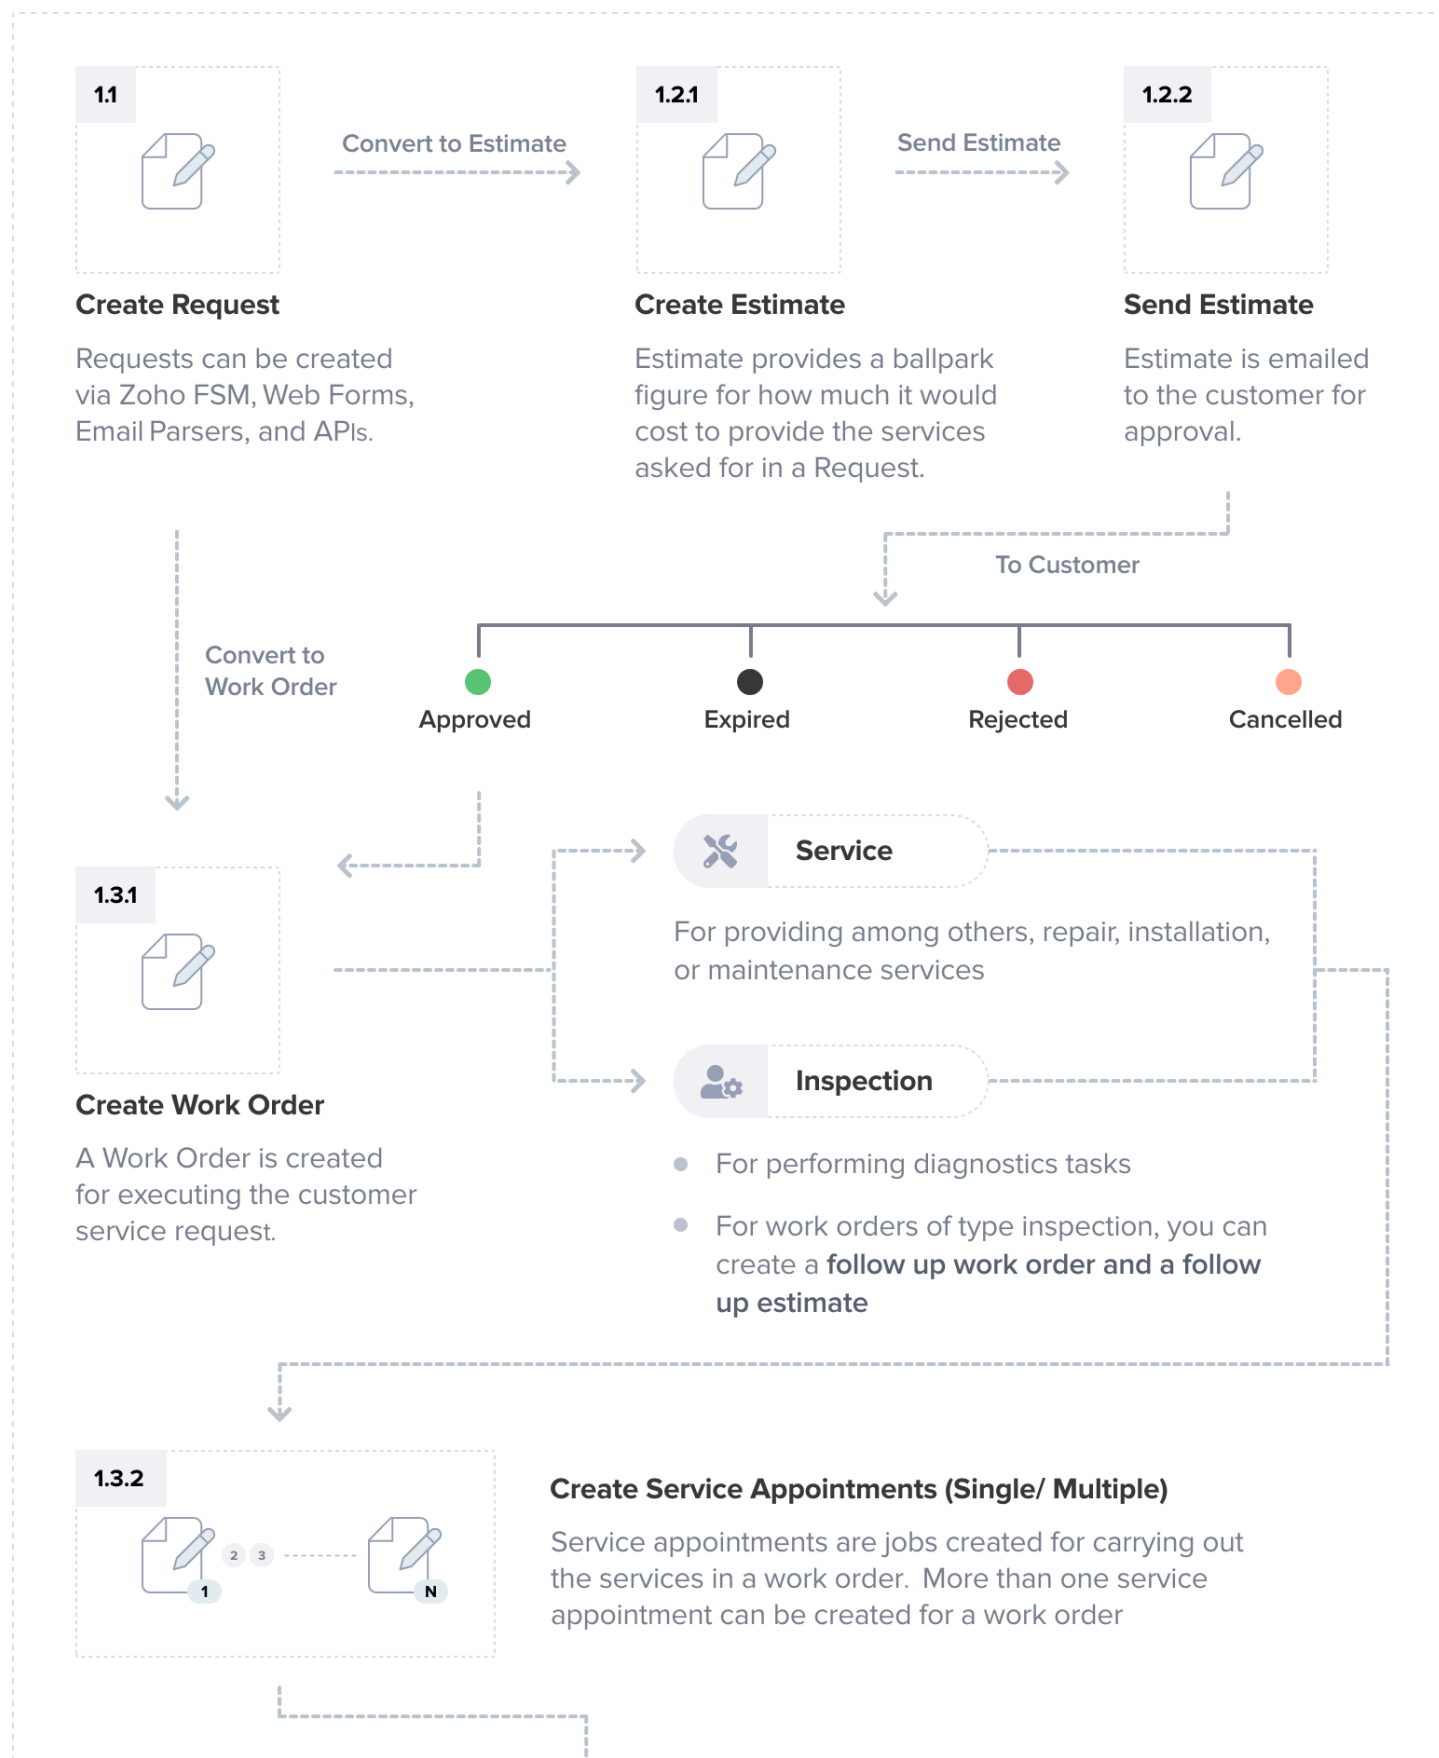 1.1
Convert to Estimate
1.2.1
Send Estimate
1.2.2
Create Request
Requests can be created
via Zoho FSM, Web Forms,
Email Parsers, and APIs.
Create Estimate
Estimate provides a ballpark
figure for how much it would
cost to provide the services
asked for in a Request.
Send Estimate
Estimate is emailed
to the customer for
approval.
To Customer
Convert to
Work Order
Approved
Expired
Rejected
Cancelled
1.3.1
Create Work Order
A Work Order is created
for executing the customer
service request.
Service
For providing among others, repair, installation,
or maintenance services
Inspection
For performing diagnostics tasks
For work orders of type inspection, you can
create a follow up work order and a follow
up estimate
1.3.2
1
2
3
N
Create Service Appointments (Single/ Multiple)
Service appointments are jobs created for carrying out
the services in a work order.  More than one service
appointment can be created for a work order